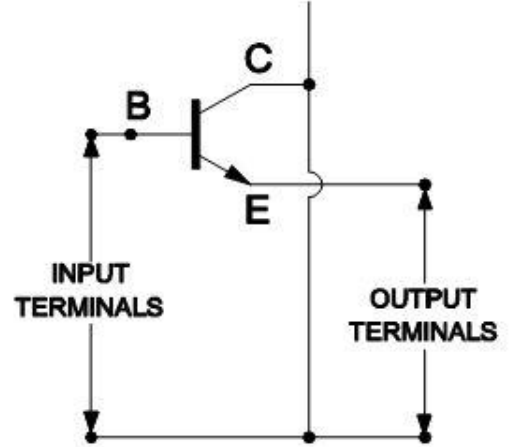 C
B
E
INPUT
TERMINALS
OUTPUT
TERMINALS